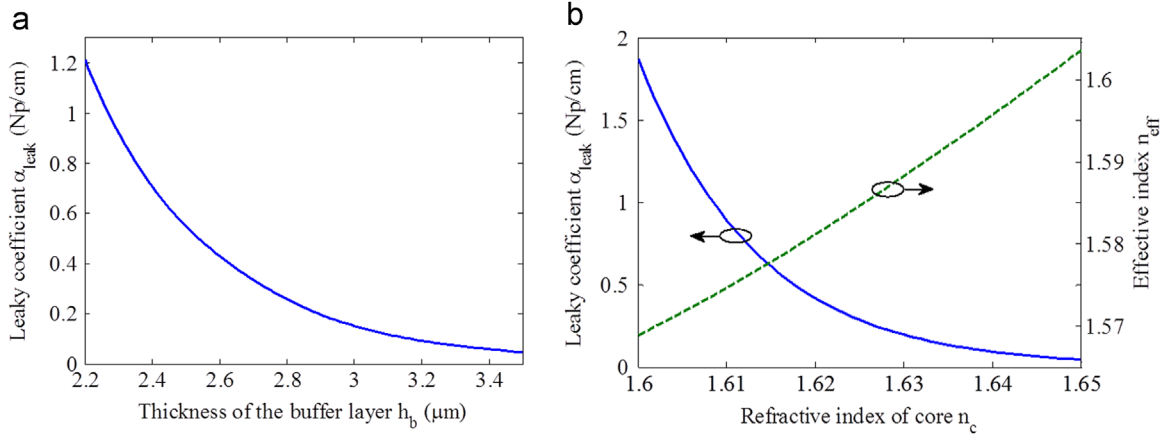 a
Leaky coefficient α_leak (Np/cm)
1.2
1
0.8
0.6
0.4
0.2
0
2.2 2.4 2.6 2.8 3 3.2 3.4
Thickness of the buffer layer h_b (μm)
b
Leaky coefficient α_leak (Np/cm)
2
1.5
1
0.5
0
1.6 1.61 1.62 1.63 1.64 1.65
Refractive index of core n_c
1.6
1.59
1.58
1.57
Effective index n_eff